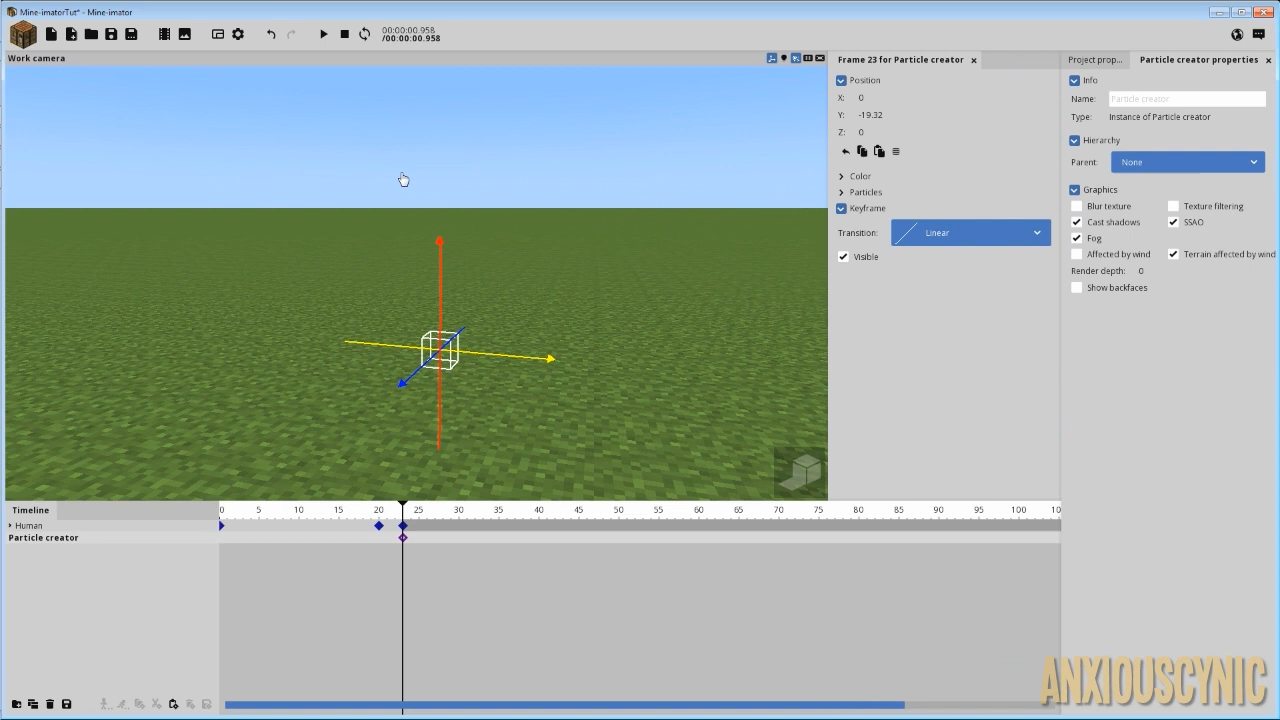 Mine-imatorTut* - Mine-imator
00:00:00.958
/00:00:00.958
Work camera
Frame 23 for Particle creator
Position
X: 0
Y: -19.32
Z: 0
Color
Particles
Keyframe
Transition: Linear
Visible
Project prop...
Particle creator properties
Info
Name: Particle creator
Type: Instance of Particle creator
Hierarchy
Parent: None
Graphics
Blur texture Texture filtering
Cast shadows SSAO
Fog
Affected by wind Terrain affected by wind
Render depth: 0
Show backfaces
Timeline
0 5 10 15 20 25 30 35 40 45 50 55 60 65 70 75 80 85 90 95 100 105
Human
Particle creator
ANXIOUSCYNIC